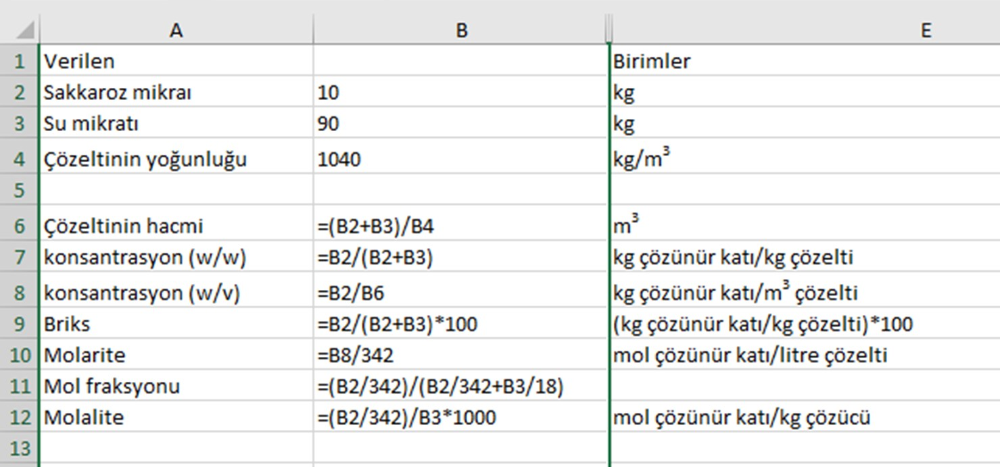 A B E
1 Verilen Birimler
2 Sakkaroz mikraı 10 kg
3 Su mikratı 90 kg
4 Çözeltinin yoğunluğu 1040 kg/m³
5
6 Çözeltinin hacmi =(B2+B3)/B4 m³
7 konsantrasyon (w/w) =B2/(B2+B3) kg çözünür katı/kg çözelti
8 konsantrasyon (w/v) =B2/B6 kg çözünür katı/m³ çözelti
9 Briks =B2/(B2+B3)*100 (kg çözünür katı/kg çözelti)*100
10 Molarite =B8/342 mol çözünür katı/litre çözelti
11 Mol fraksyonu =(B2/342)/(B2/342+B3/18)
12 Molalite =(B2/342)/B3*1000 mol çözünür katı/kg çözücü
13